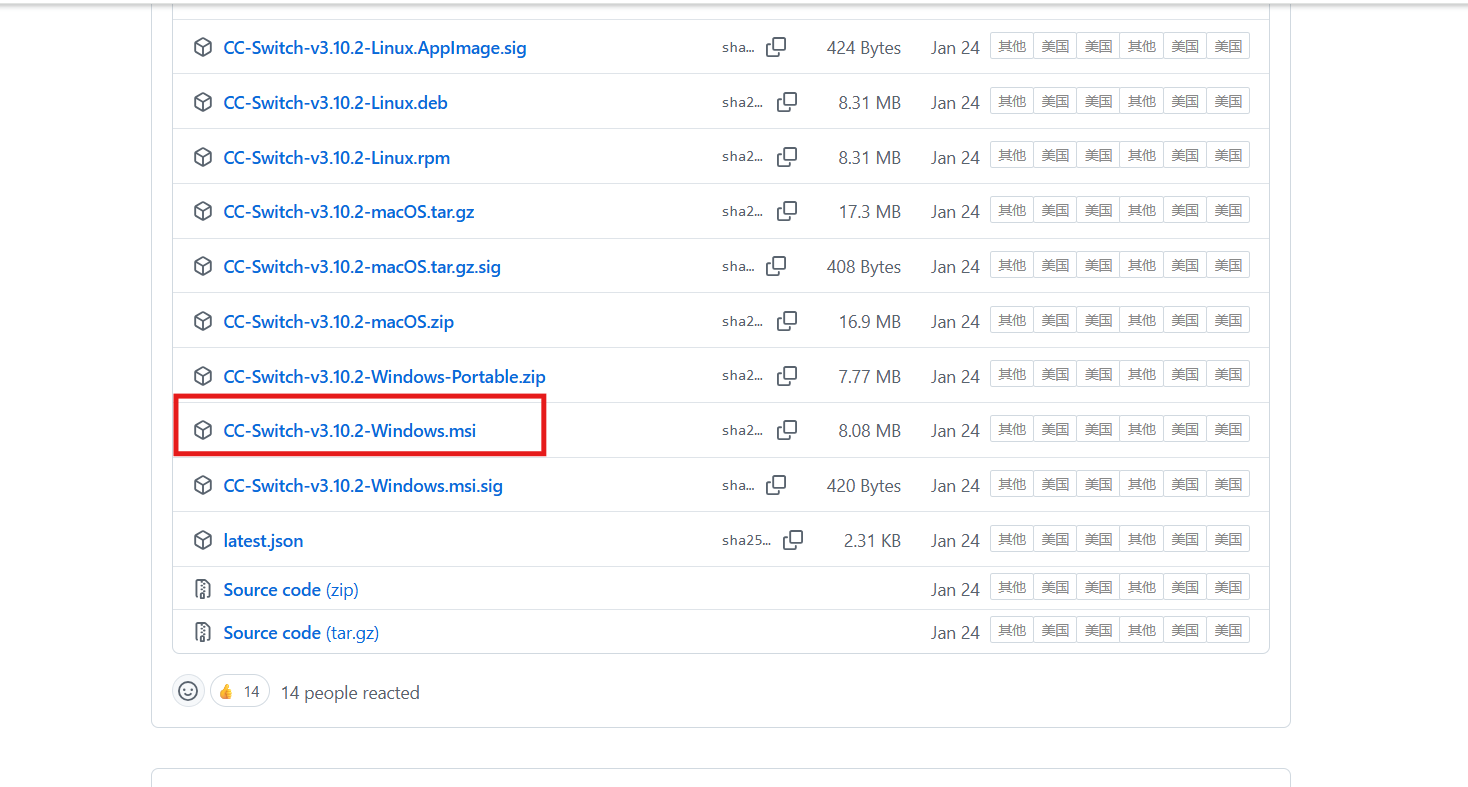 CC-Switch-v3.10.2-Linux.AppImage.sig sha... 424 Bytes Jan 24 其他 美国 美国 其他 美国 美国
CC-Switch-v3.10.2-Linux.deb sha2... 8.31 MB Jan 24 其他 美国 美国 其他 美国 美国
CC-Switch-v3.10.2-Linux.rpm sha2... 8.31 MB Jan 24 其他 美国 美国 其他 美国 美国
CC-Switch-v3.10.2-macOS.tar.gz sha2... 17.3 MB Jan 24 其他 美国 美国 其他 美国 美国
CC-Switch-v3.10.2-macOS.tar.gz.sig sha... 408 Bytes Jan 24 其他 美国 美国 其他 美国 美国
CC-Switch-v3.10.2-macOS.zip sha2... 16.9 MB Jan 24 其他 美国 美国 其他 美国 美国
CC-Switch-v3.10.2-Windows-Portable.zip sha2... 7.77 MB Jan 24 其他 美国 美国 其他 美国 美国
CC-Switch-v3.10.2-Windows.msi sha2... 8.08 MB Jan 24 其他 美国 美国 其他 美国 美国
CC-Switch-v3.10.2-Windows.msi.sig sha... 420 Bytes Jan 24 其他 美国 美国 其他 美国 美国
latest.json sha25... 2.31 KB Jan 24 其他 美国 美国 其他 美国 美国
Source code (zip) Jan 24 其他 美国 美国 其他 美国 美国
Source code (tar.gz) Jan 24 其他 美国 美国 其他 美国 美国
14 14 people reacted